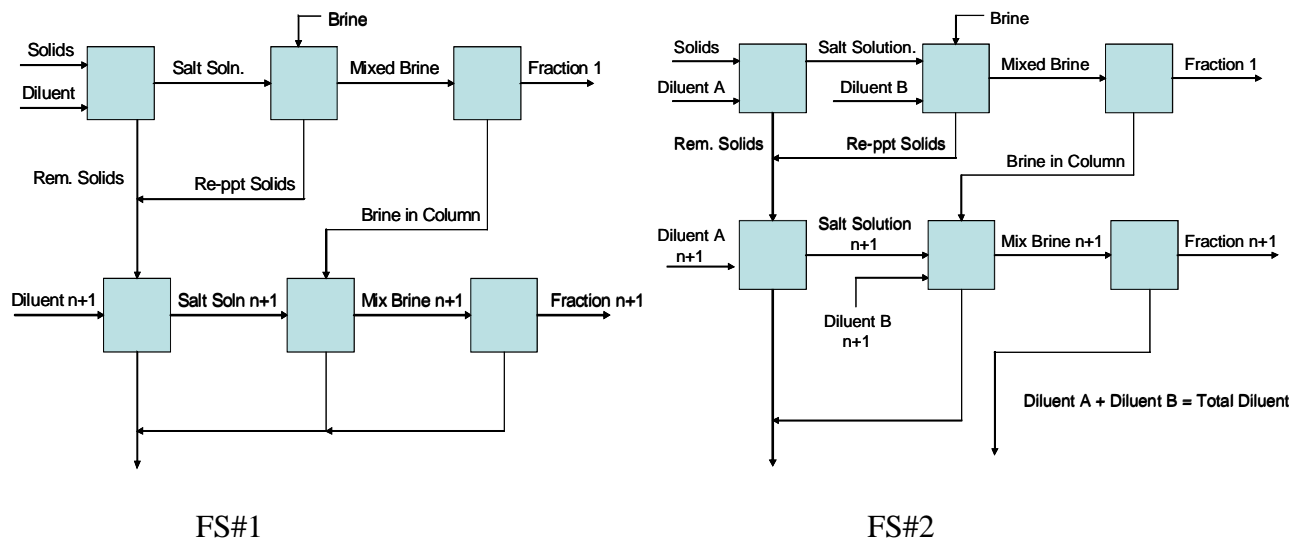 Brine
Solids
Salt Soln.
Mixed Brine
Fraction 1
Diluent
Rem. Solids
Re-ppt Solids
Brine in Column
Diluent n+1
Salt Soln n+1
Mix Brine n+1
Fraction n+1
FS#1
Brine
Solids
Salt Solution.
Mixed Brine
Fraction 1
Diluent A
Diluent B
Rem. Solids
Re-ppt Solids
Brine in Column
Diluent A
n+1
Salt Solution
n+1
Mix Brine n+1
Fraction n+1
Diluent B
n+1
Diluent A + Diluent B = Total Diluent
FS#2